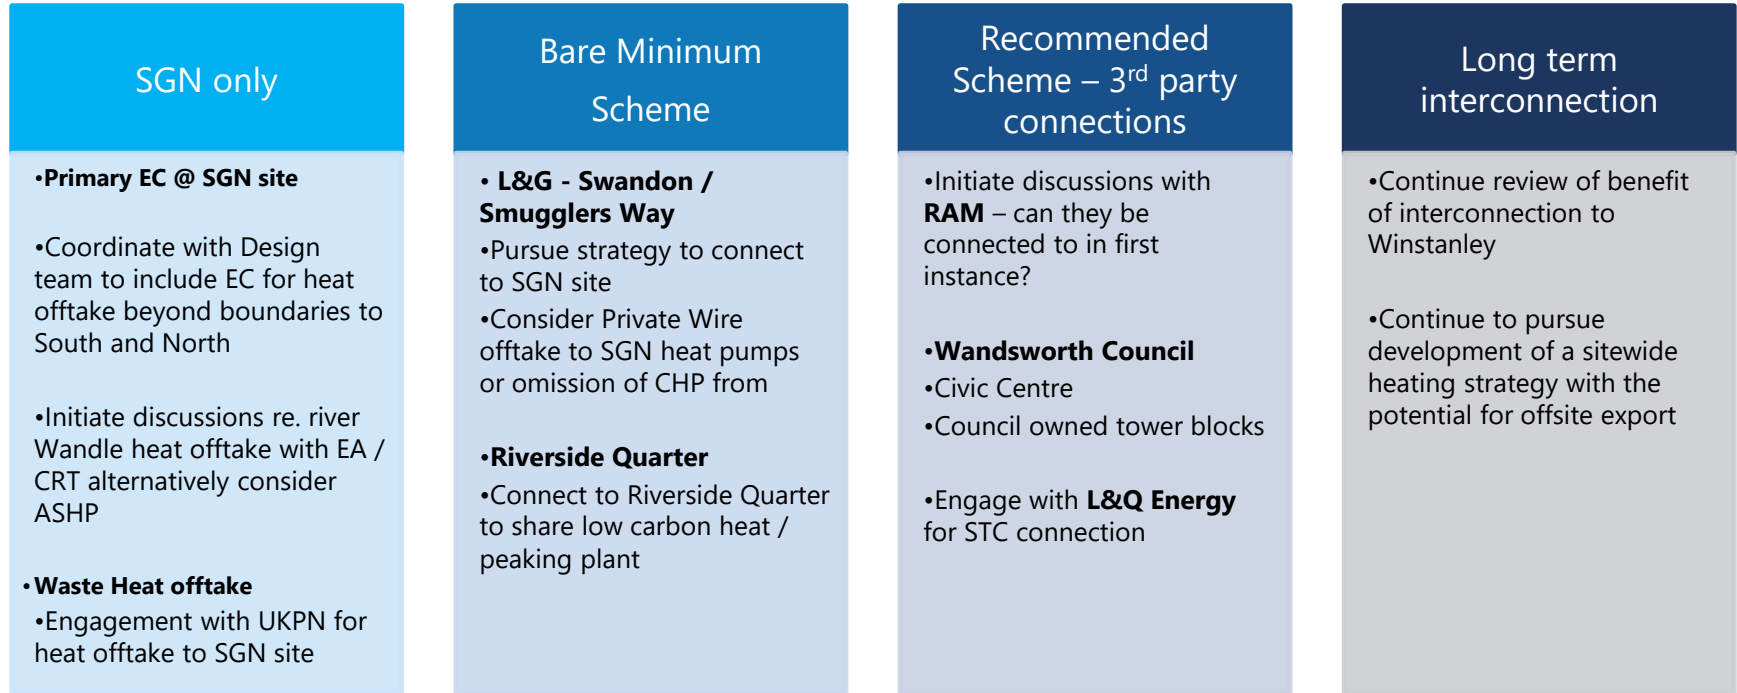 SGN only
•Primary EC @ SGN site
•Coordinate with Design
team to include EC for heat
offtake beyond boundaries to
South and North
•Initiate discussions re. river
Wandle heat offtake with EA /
CRT alternatively consider
ASHP
•Waste Heat offtake
•Engagement with UKPN for
heat offtake to SGN site
Bare Minimum
Scheme
• L&G - Swandon /
Smugglers Way
•Pursue strategy to connect
to SGN site
•Consider Private Wire
offtake to SGN heat pumps
or omission of CHP from
•Riverside Quarter
•Connect to Riverside Quarter
to share low carbon heat /
peaking plant
Recommended
Scheme – 3rd party
connections
•Initiate discussions with
RAM – can they be
connected to in first
instance?
•Wandsworth Council
•Civic Centre
•Council owned tower blocks
•Engage with L&Q Energy
for STC connection
Long term
interconnection
•Continue review of benefit
of interconnection to
Winstanley
•Continue to pursue
development of a sitewide
heating strategy with the
potential for offsite export